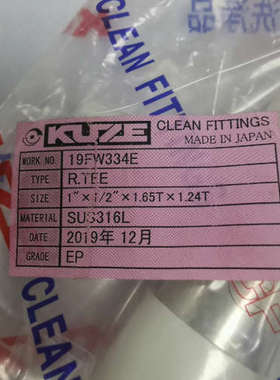 CLEAN FITTINGS
KUZE CLEAN FITTINGS
MADE IN JAPAN
WORK NO. 19FW334E
TYPE R.TEE
SIZE 1"×1/2"×1.65T×1.24T
MATERIAL SUS316L
DATE 2019年 12月
GRADE EP
CLEAN